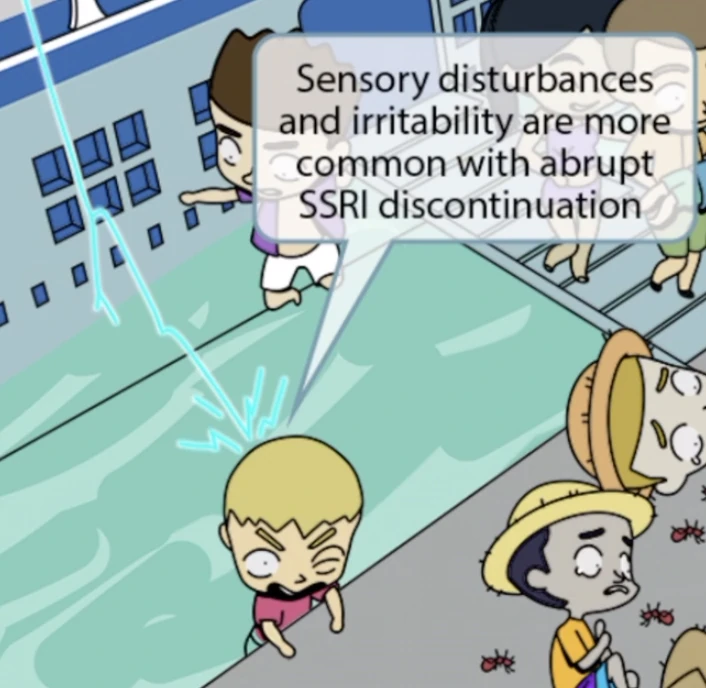 Sensory disturbances
and irritability are more
common with abrupt
SSRI discontinuation